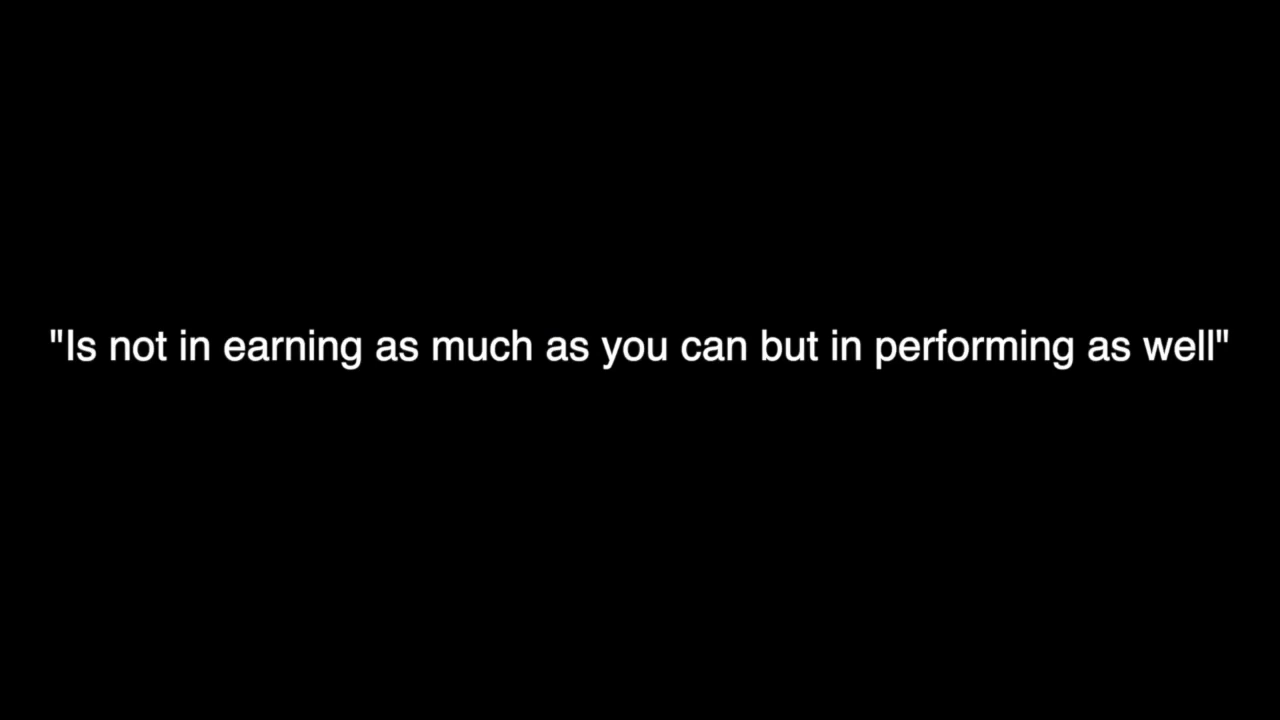 "Is not in earning as much as you can but in performing as well"